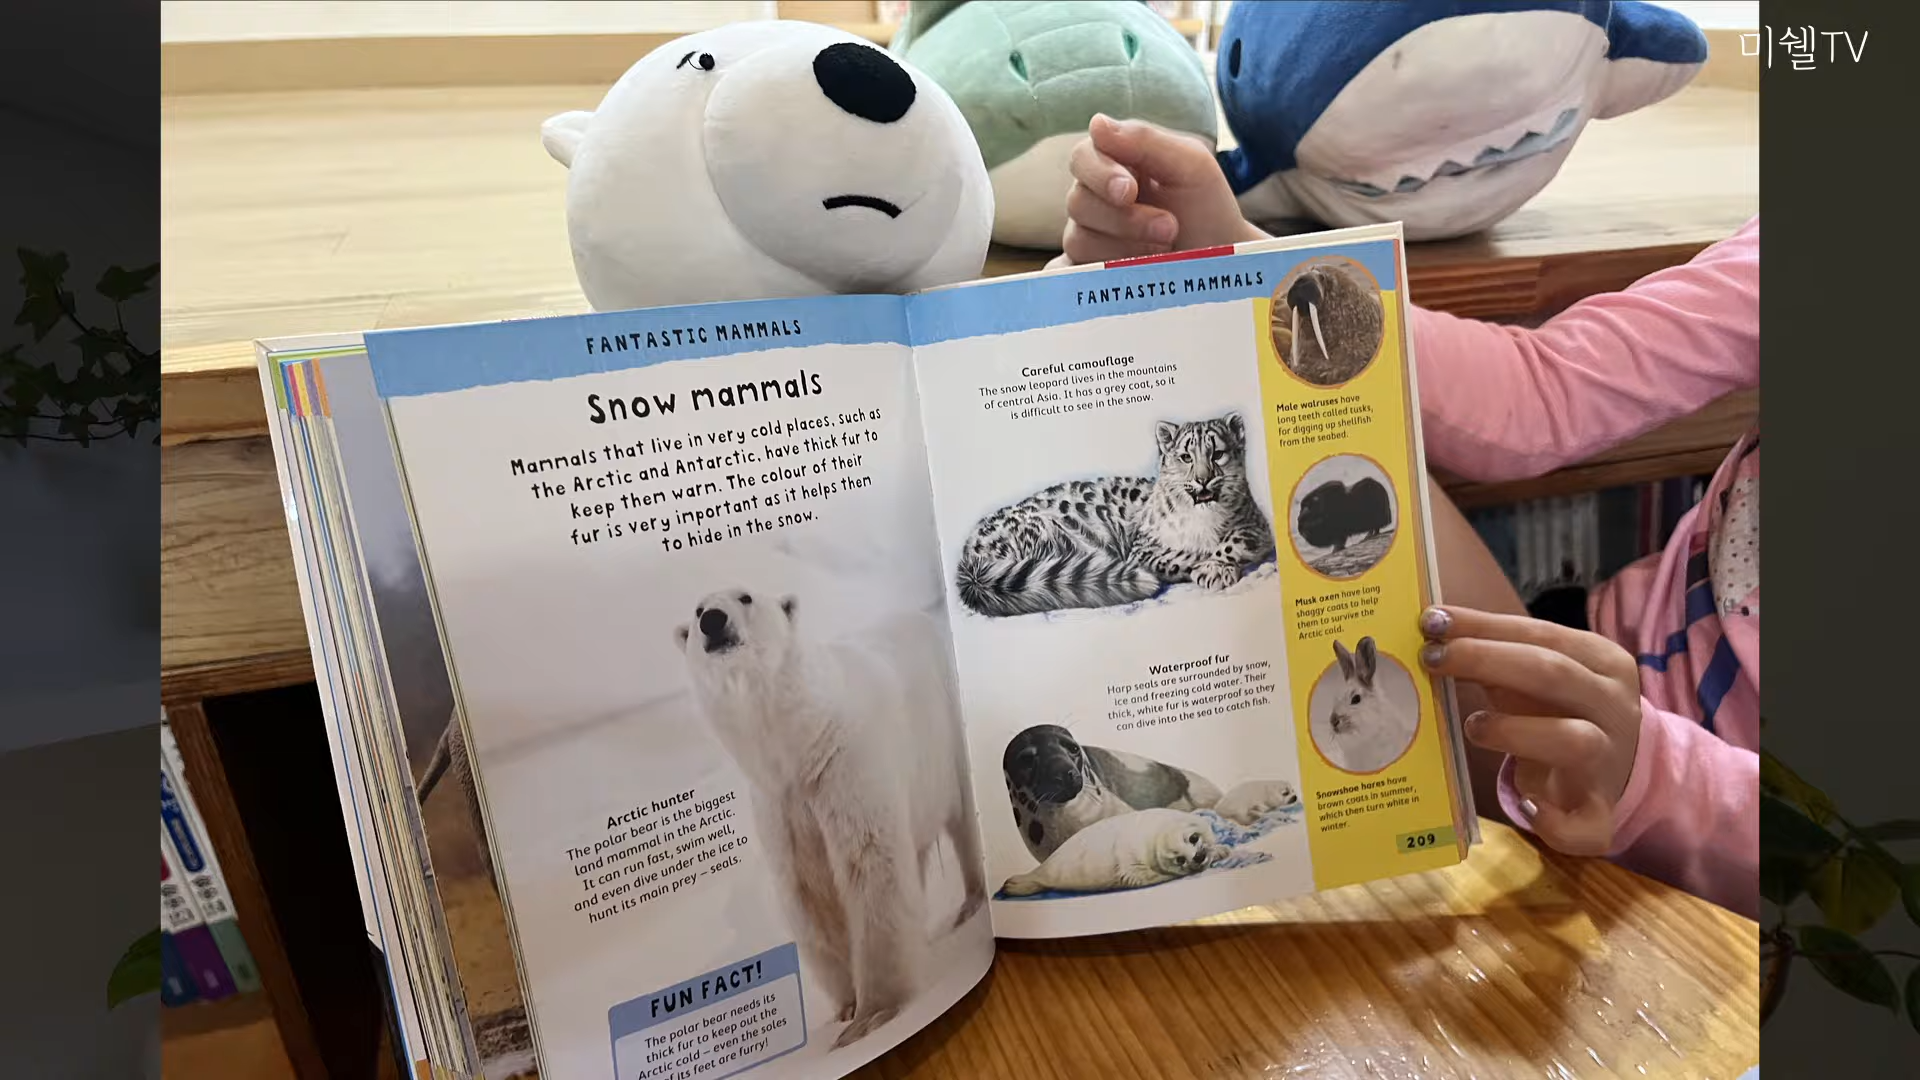 미쉘TV
FANTASTIC MAMMALS
Snow mammals
Mammals that live in very cold places, such as
the Arctic and Antarctic, have thick fur to
keep them warm. The colour of their
fur is very important as it helps them
to hide in the snow.
Arctic hunter
The polar bear is the biggest
land mammal in the Arctic.
It can run fast, swim well,
and even dive under the ice to
hunt its main prey – seals.
FUN FACT!
The polar bear needs its
thick fur to keep out the
Arctic cold – even the soles
of its feet are furry!
FANTASTIC MAMMALS
Careful camouflage
The snow leopard lives in the mountains
of central Asia. It has a grey coat, so it
is difficult to see in the snow.
Waterproof fur
Harp seals are surrounded by snow,
ice and freezing cold water. Their
thick, white fur is waterproof so they
can dive into the sea to catch fish.
Male walruses have
long teeth called tusks,
for digging up shellfish
from the seabed.
Musk oxen have long
shaggy coats to help
them to survive the
Arctic cold.
Snowshoe hares have
brown coats in summer,
which then turn white in
winter.
209